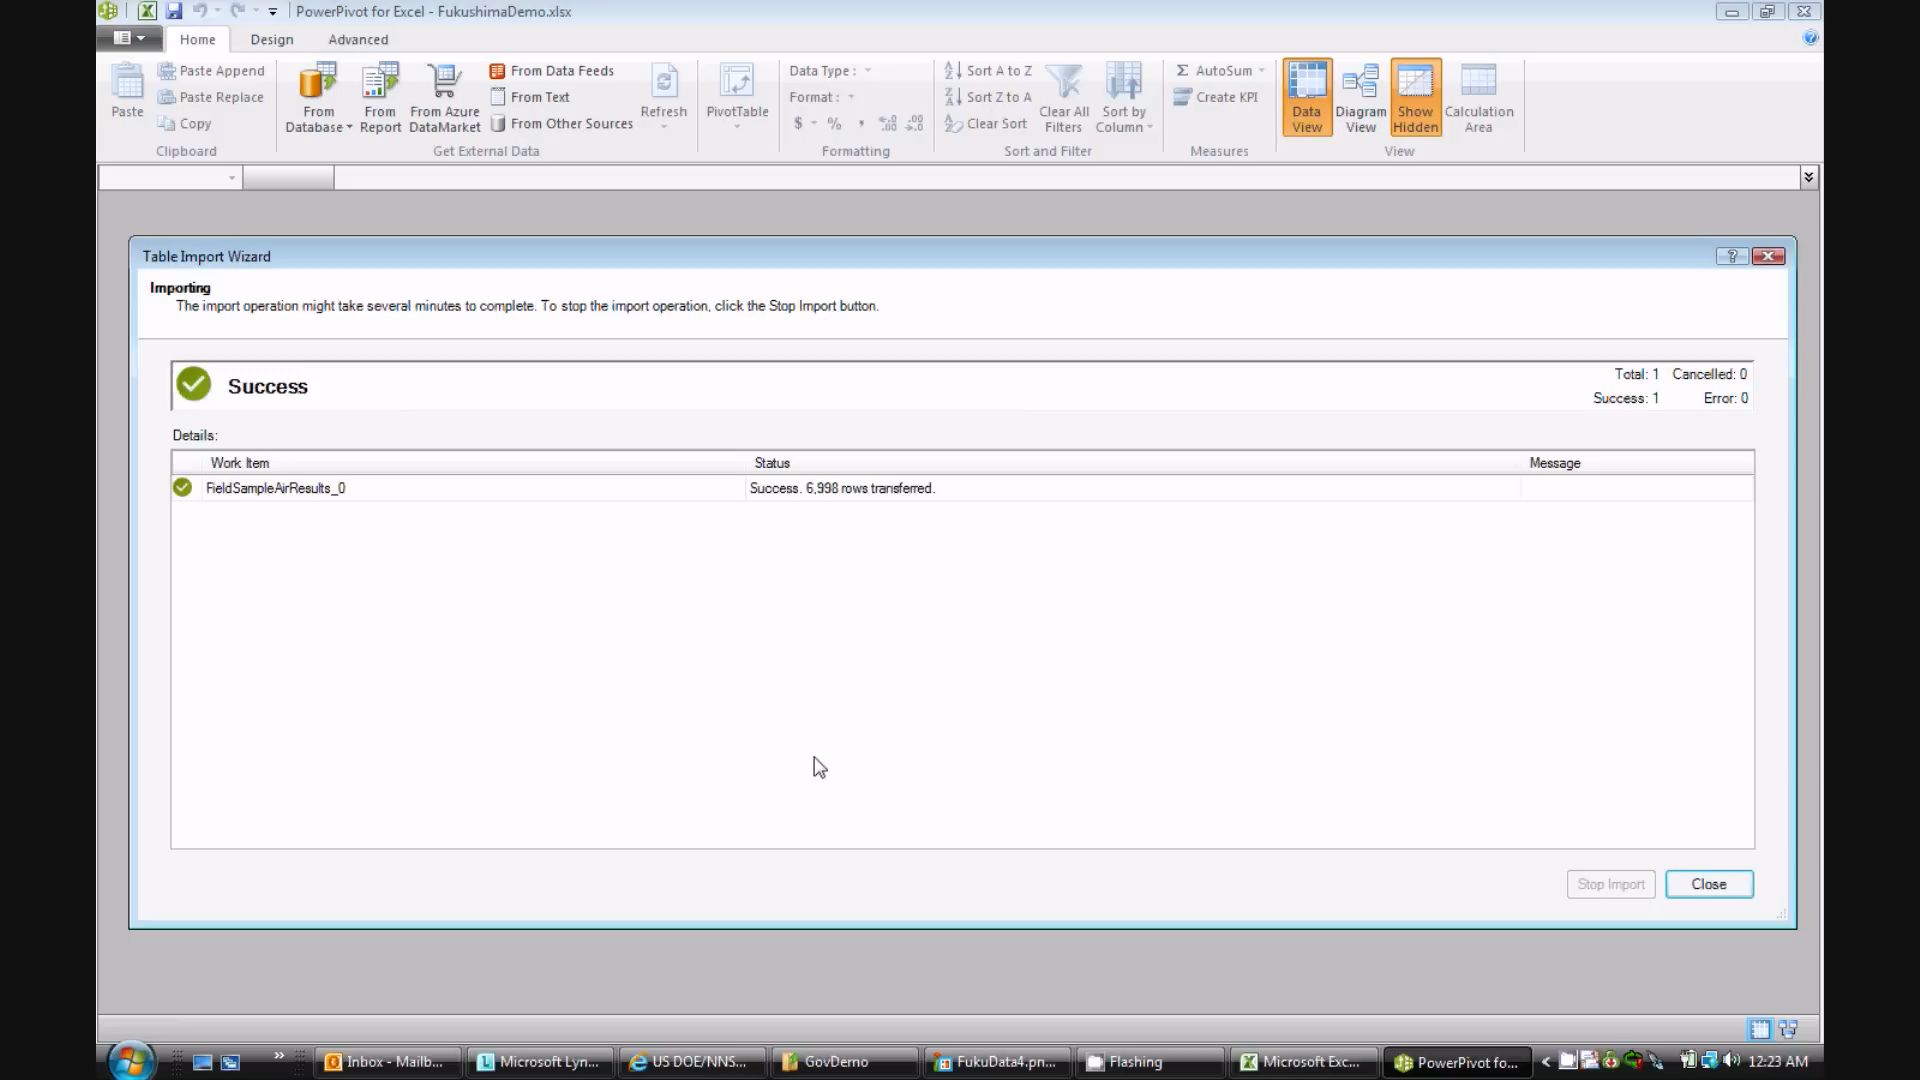 PowerPivot for Excel - FukushimaDemo.xlsx
Home Design Advanced
Paste
Paste Append
Paste Replace
Copy
Clipboard
From Database
From Report
From Azure DataMarket
From Data Feeds
From Text
From Other Sources
Get External Data
Refresh
PivotTable
Data Type :
Format :
$ % ,
Formatting
Sort A to Z
Sort Z to A
Clear Sort
Clear All Filters
Sort by Column
Sort and Filter
AutoSum
Create KPI
Measures
Data View
Diagram View
Show Hidden
Calculation Area
View
Table Import Wizard
Importing
The import operation might take several minutes to complete. To stop the import operation, click the Stop Import button.
Success
Total: 1 Cancelled: 0
Success: 1 Error: 0
Details:
Work Item Status Message
FieldSampleAirResults_0 Success. 6,998 rows transferred.
Stop Import Close
Inbox - Mailb... Microsoft Lyn... US DOE/NNS... GovDemo FukuData4.pn... Flashing Microsoft Exc... PowerPivot fo... 12:23 AM